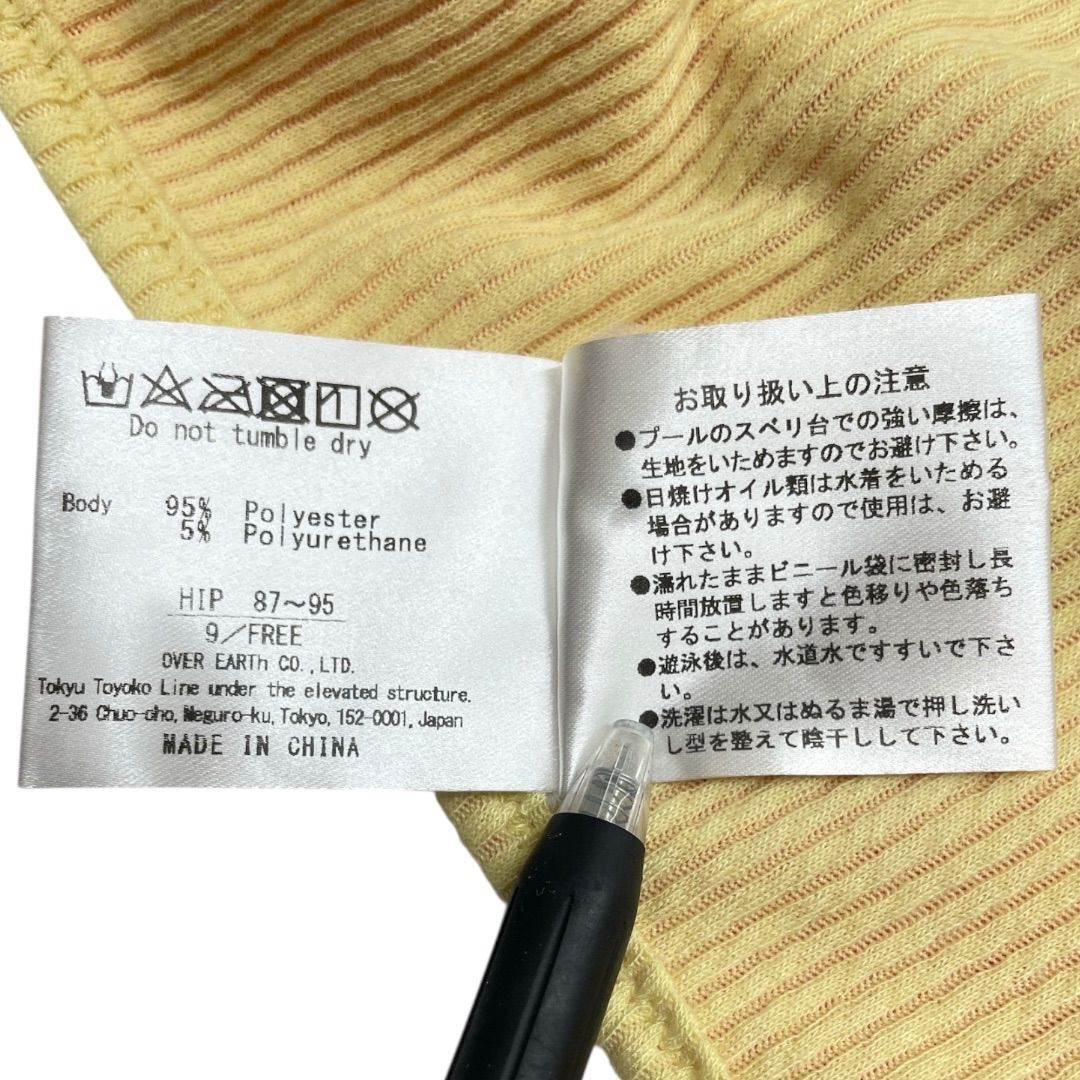 Do not tumble dry
Body 95% Polyester
5% Polyurethane
HIP 87～95
9/FREE
OVER EARTh CO.,LTD.
Tokyu Toyoko Line under the elevated structure.
2-36 Chuo-cho, Meguro-ku, Tokyo, 152-0001, Japan
MADE IN CHINA
お取り扱い上の注意
●プールのスベリ台での強い摩擦は、
生地をいためますのでお避け下さい。
●日焼けオイル類は水着をいためる
場合がありますので使用は、お避
け下さい。
●濡れたままビニール袋に密封し長
時間放置しますと色移りや色落ち
することがあります。
●遊泳後は、水道水ですすいで下さ
い。
●洗濯は水又はぬるま湯で押し洗い
し型を整えて陰干しして下さい。